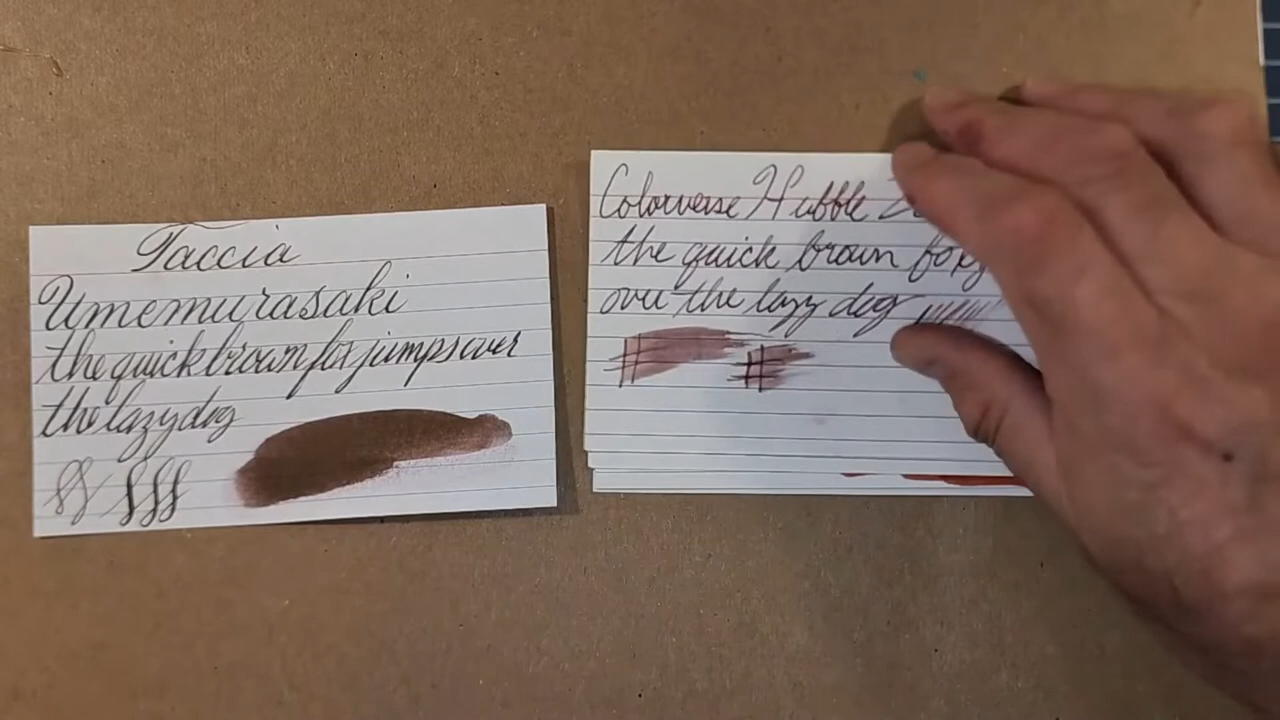 Taccia
Umemurasaki
the quick brown fox jumps over
the lazy dog
Colorverse Hubble
the quick brown fox
over the lazy dog